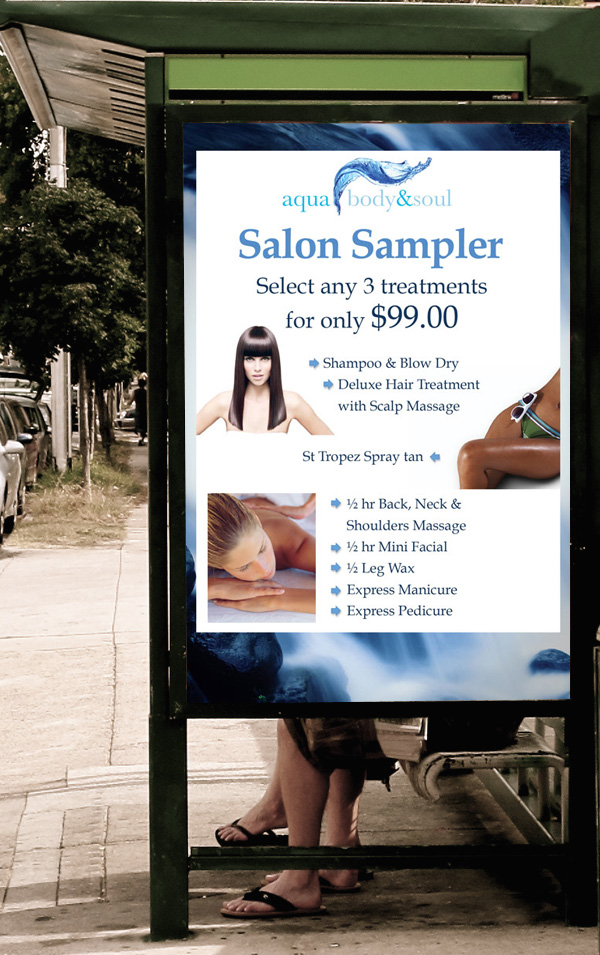 aqua body&soul
Salon Sampler
Select any 3 treatments
for only $99.00
Shampoo & Blow Dry
Deluxe Hair Treatment
with Scalp Massage
St Tropez Spray tan
½ hr Back, Neck &
Shoulders Massage
½ hr Mini Facial
½ Leg Wax
Express Manicure
Express Pedicure